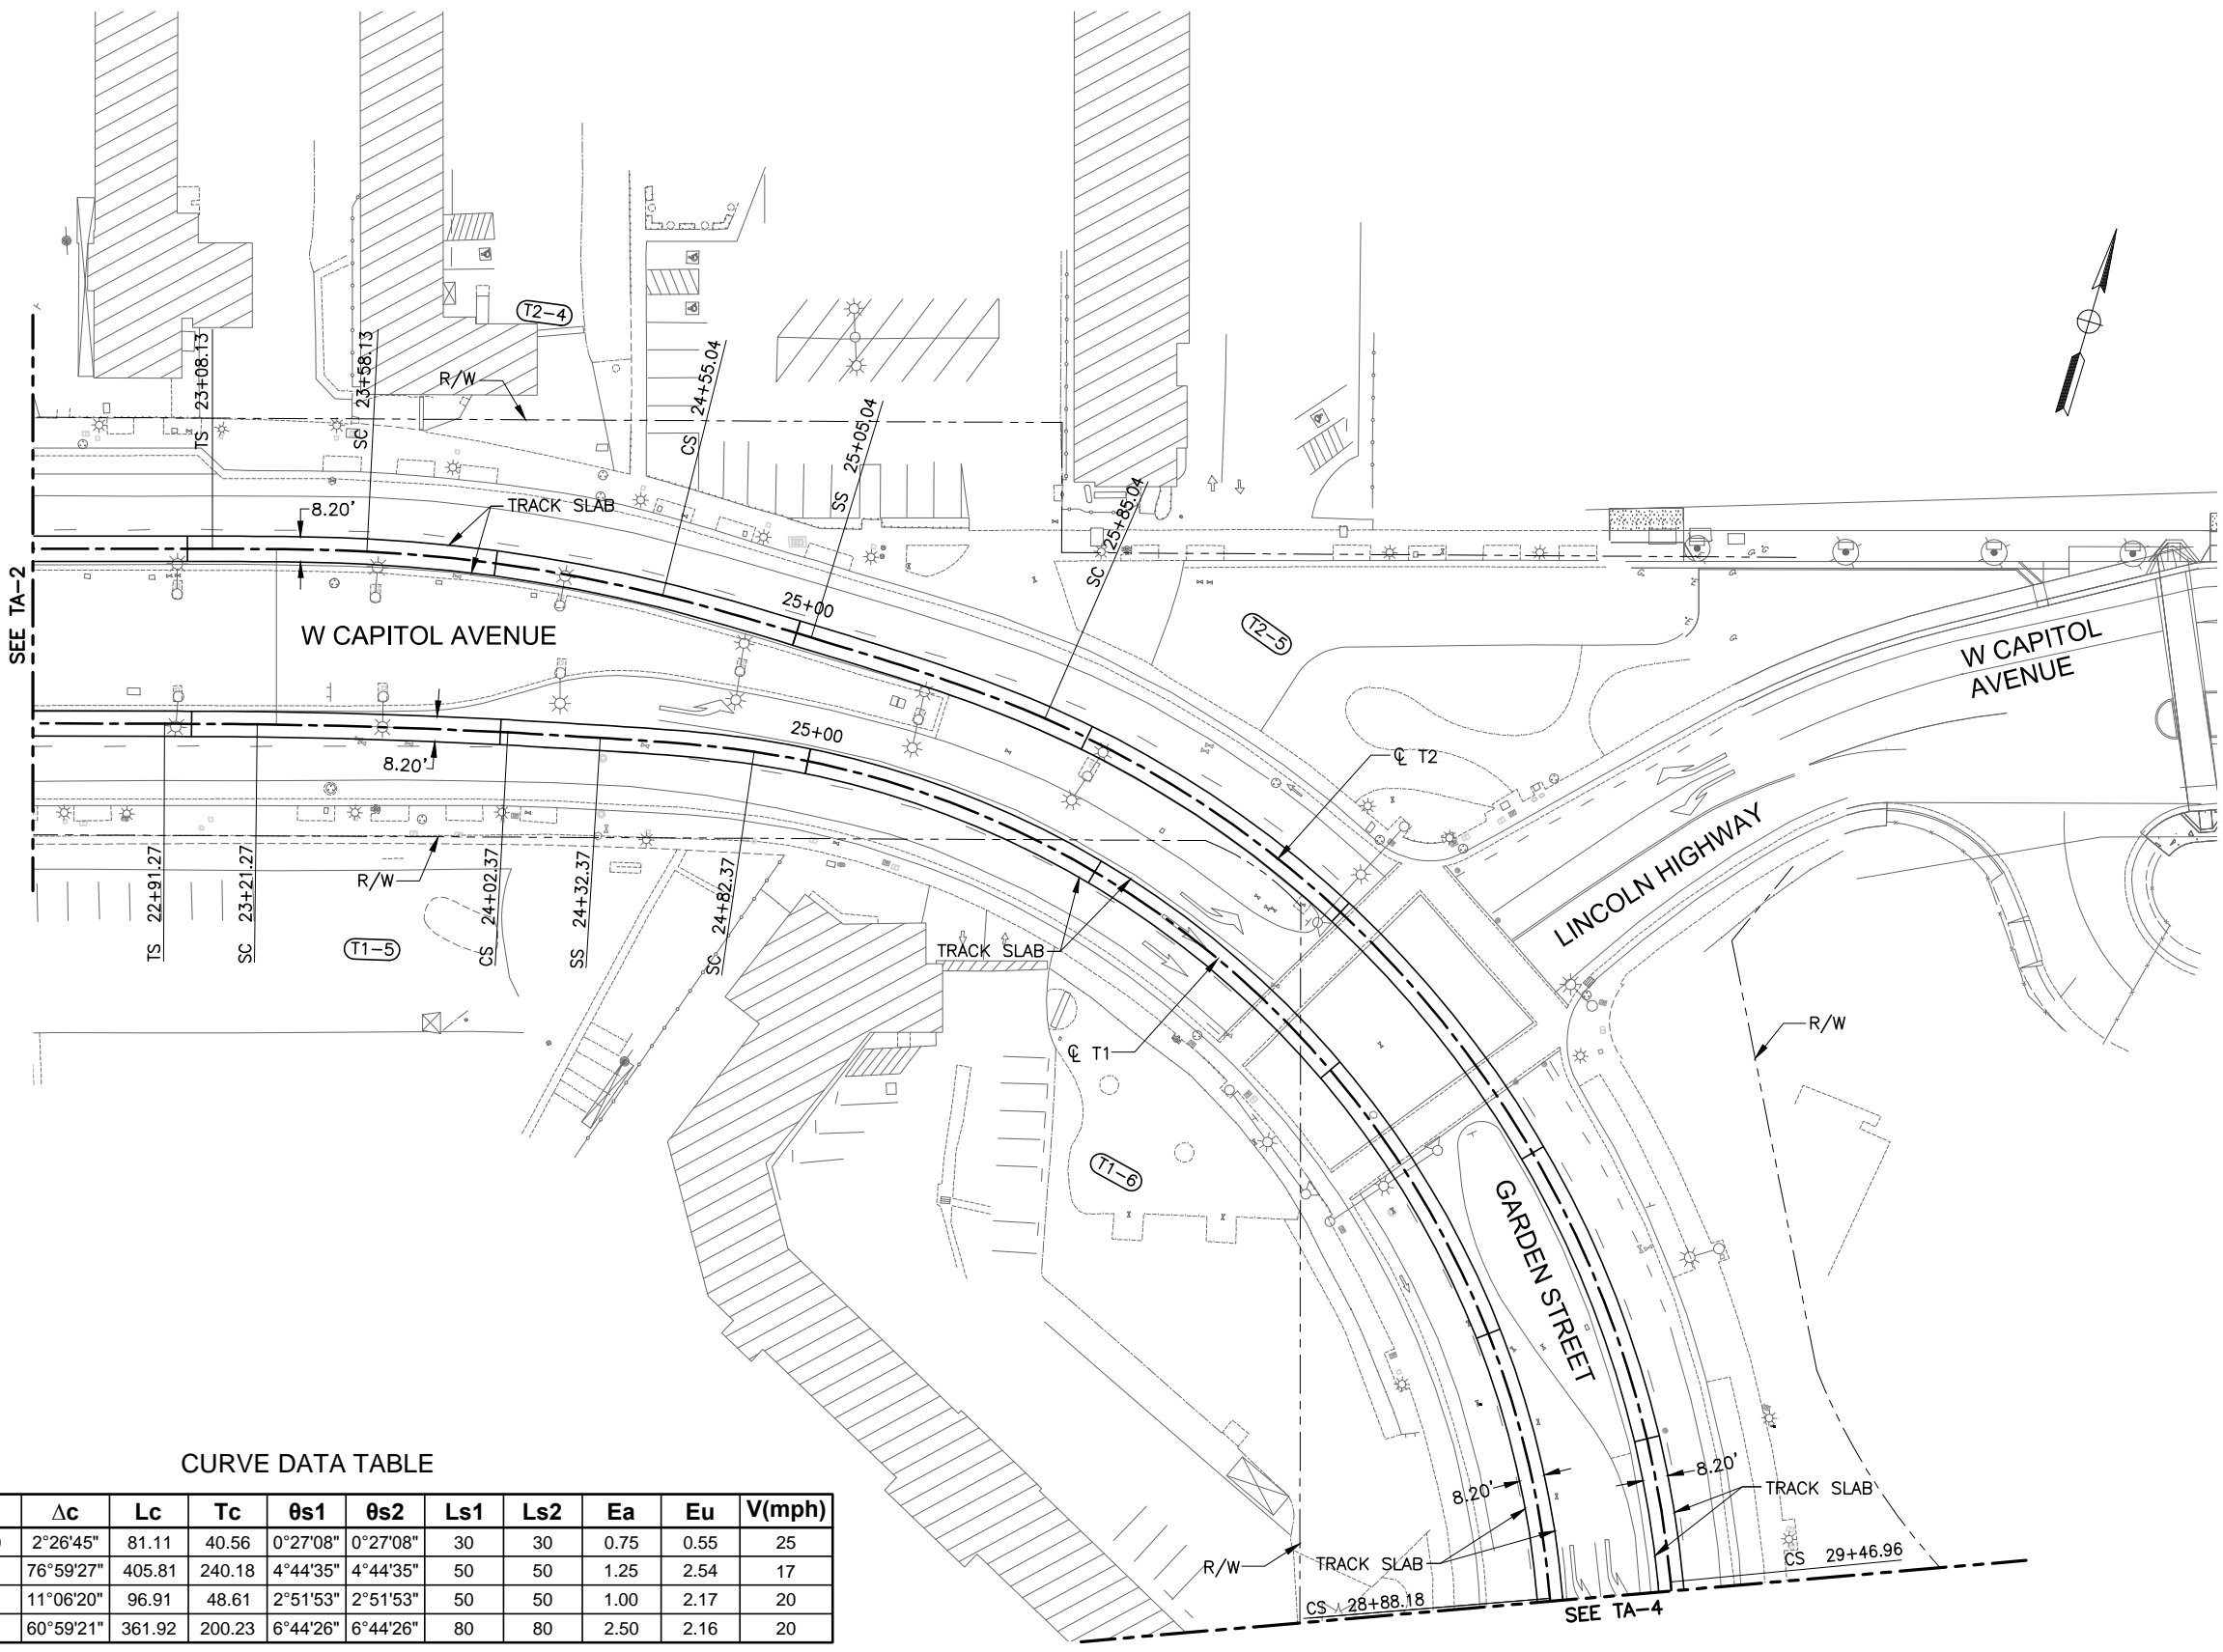 T2-4
TS 23+08.13
SC 23+58.13
R/W
CS 24+55.04
SS 25+05.04
SC 25+85.04
8.20'
TRACK SLAB
25+00
T2-5
SEE TA-2
W CAPITOL AVENUE
W CAPITOL
AVENUE
25+00
8.20'
℄ T2
LINCOLN HIGHWAY
R/W
TS 22+91.27
SC 23+21.27
CS 24+02.37
SS 24+32.37
SC 24+82.37
T1-5
TRACK SLAB
R/W
℄ T1
T1-6
GARDEN STREET
8.20'
8.20'
TRACK SLAB
TRACK SLAB
R/W
CS 29+46.96
CS 28+88.18
SEE TA-4
CURVE DATA TABLE
Δc Lc Tc θs1 θs2 Ls1 Ls2 Ea Eu V(mph)
2°26'45" 81.11 40.56 0°27'08" 0°27'08" 30 30 0.75 0.55 25
76°59'27" 405.81 240.18 4°44'35" 4°44'35" 50 50 1.25 2.54 17
11°06'20" 96.91 48.61 2°51'53" 2°51'53" 50 50 1.00 2.17 20
60°59'21" 361.92 200.23 6°44'26" 6°44'26" 80 80 2.50 2.16 20